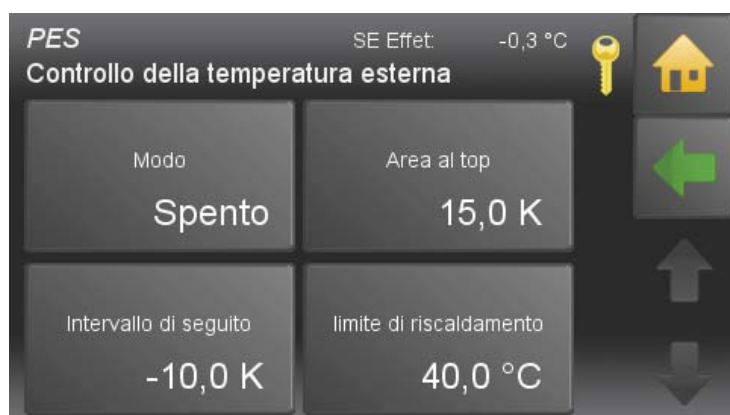 PES SE Effet: -0,3 °C
Controllo della temperatura esterna
Modo
Spento
Area al top
15,0 K
Intervallo di seguito
-10,0 K
limite di riscaldamento
40,0 °C